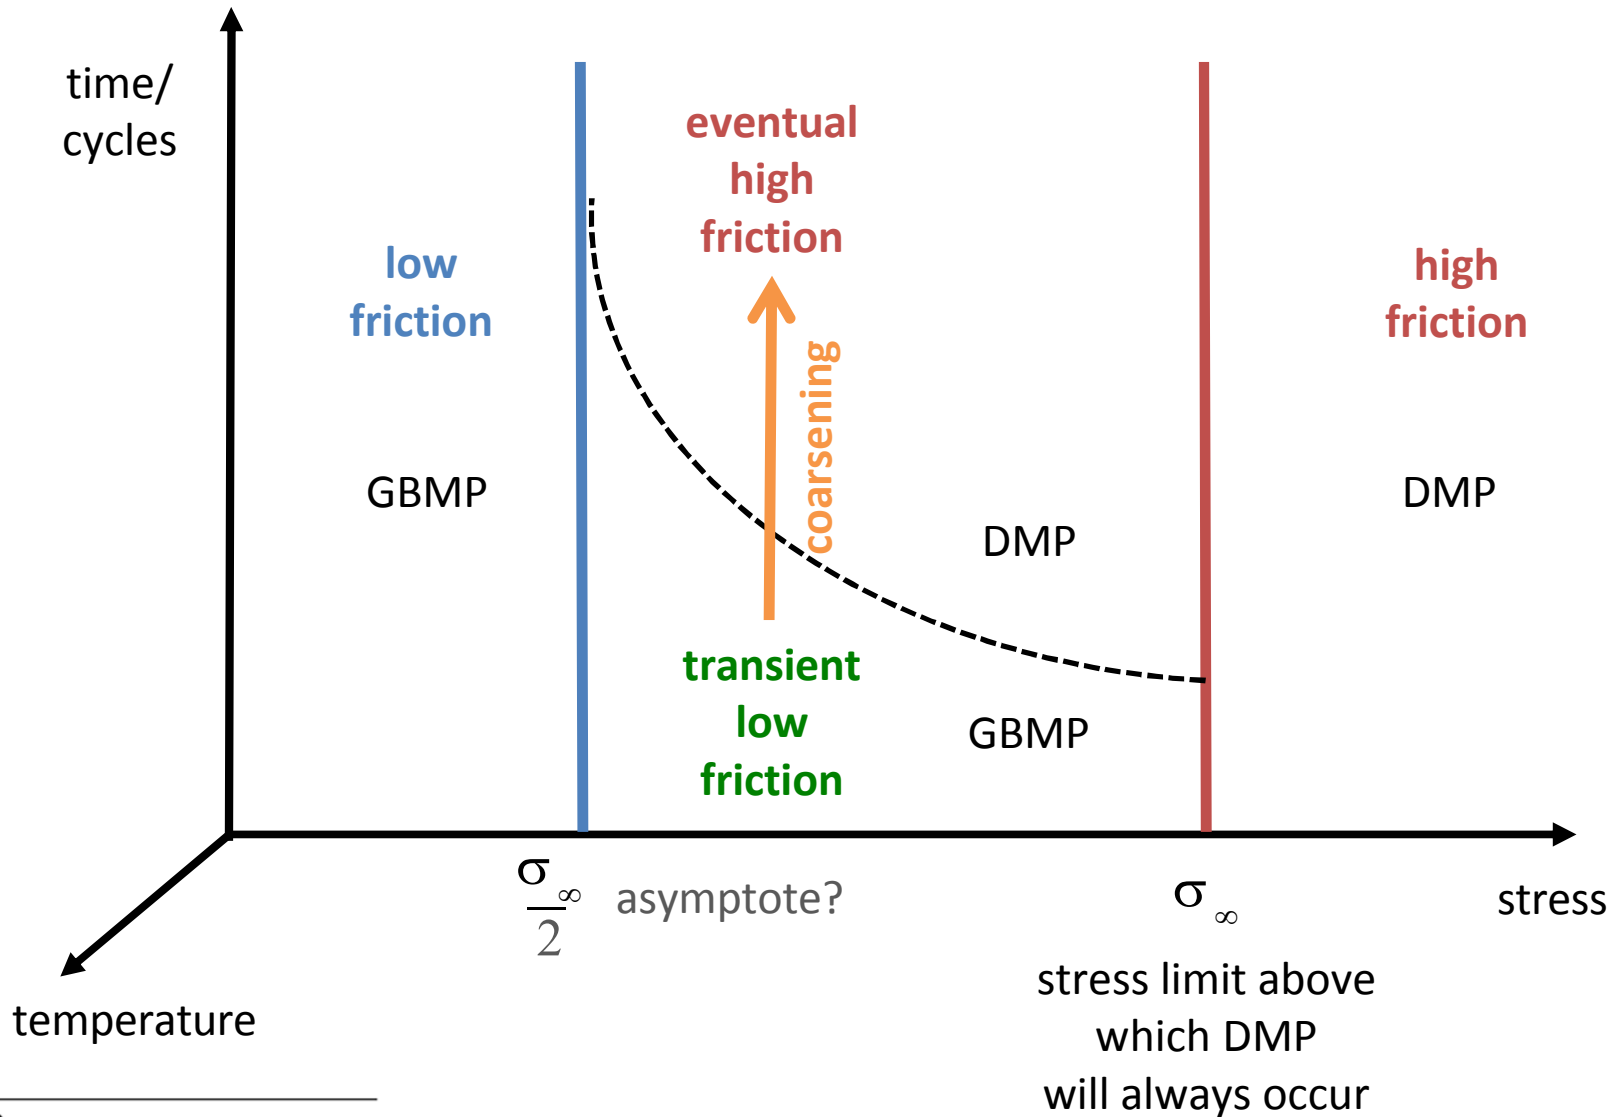 time/
cycles
eventual
high
friction
low
friction
high
friction
coarsening
GBMP
DMP
DMP
transient
low
friction
GBMP
σ∞
2
asymptote?
σ∞
stress
stress limit above
which DMP
will always occur
temperature